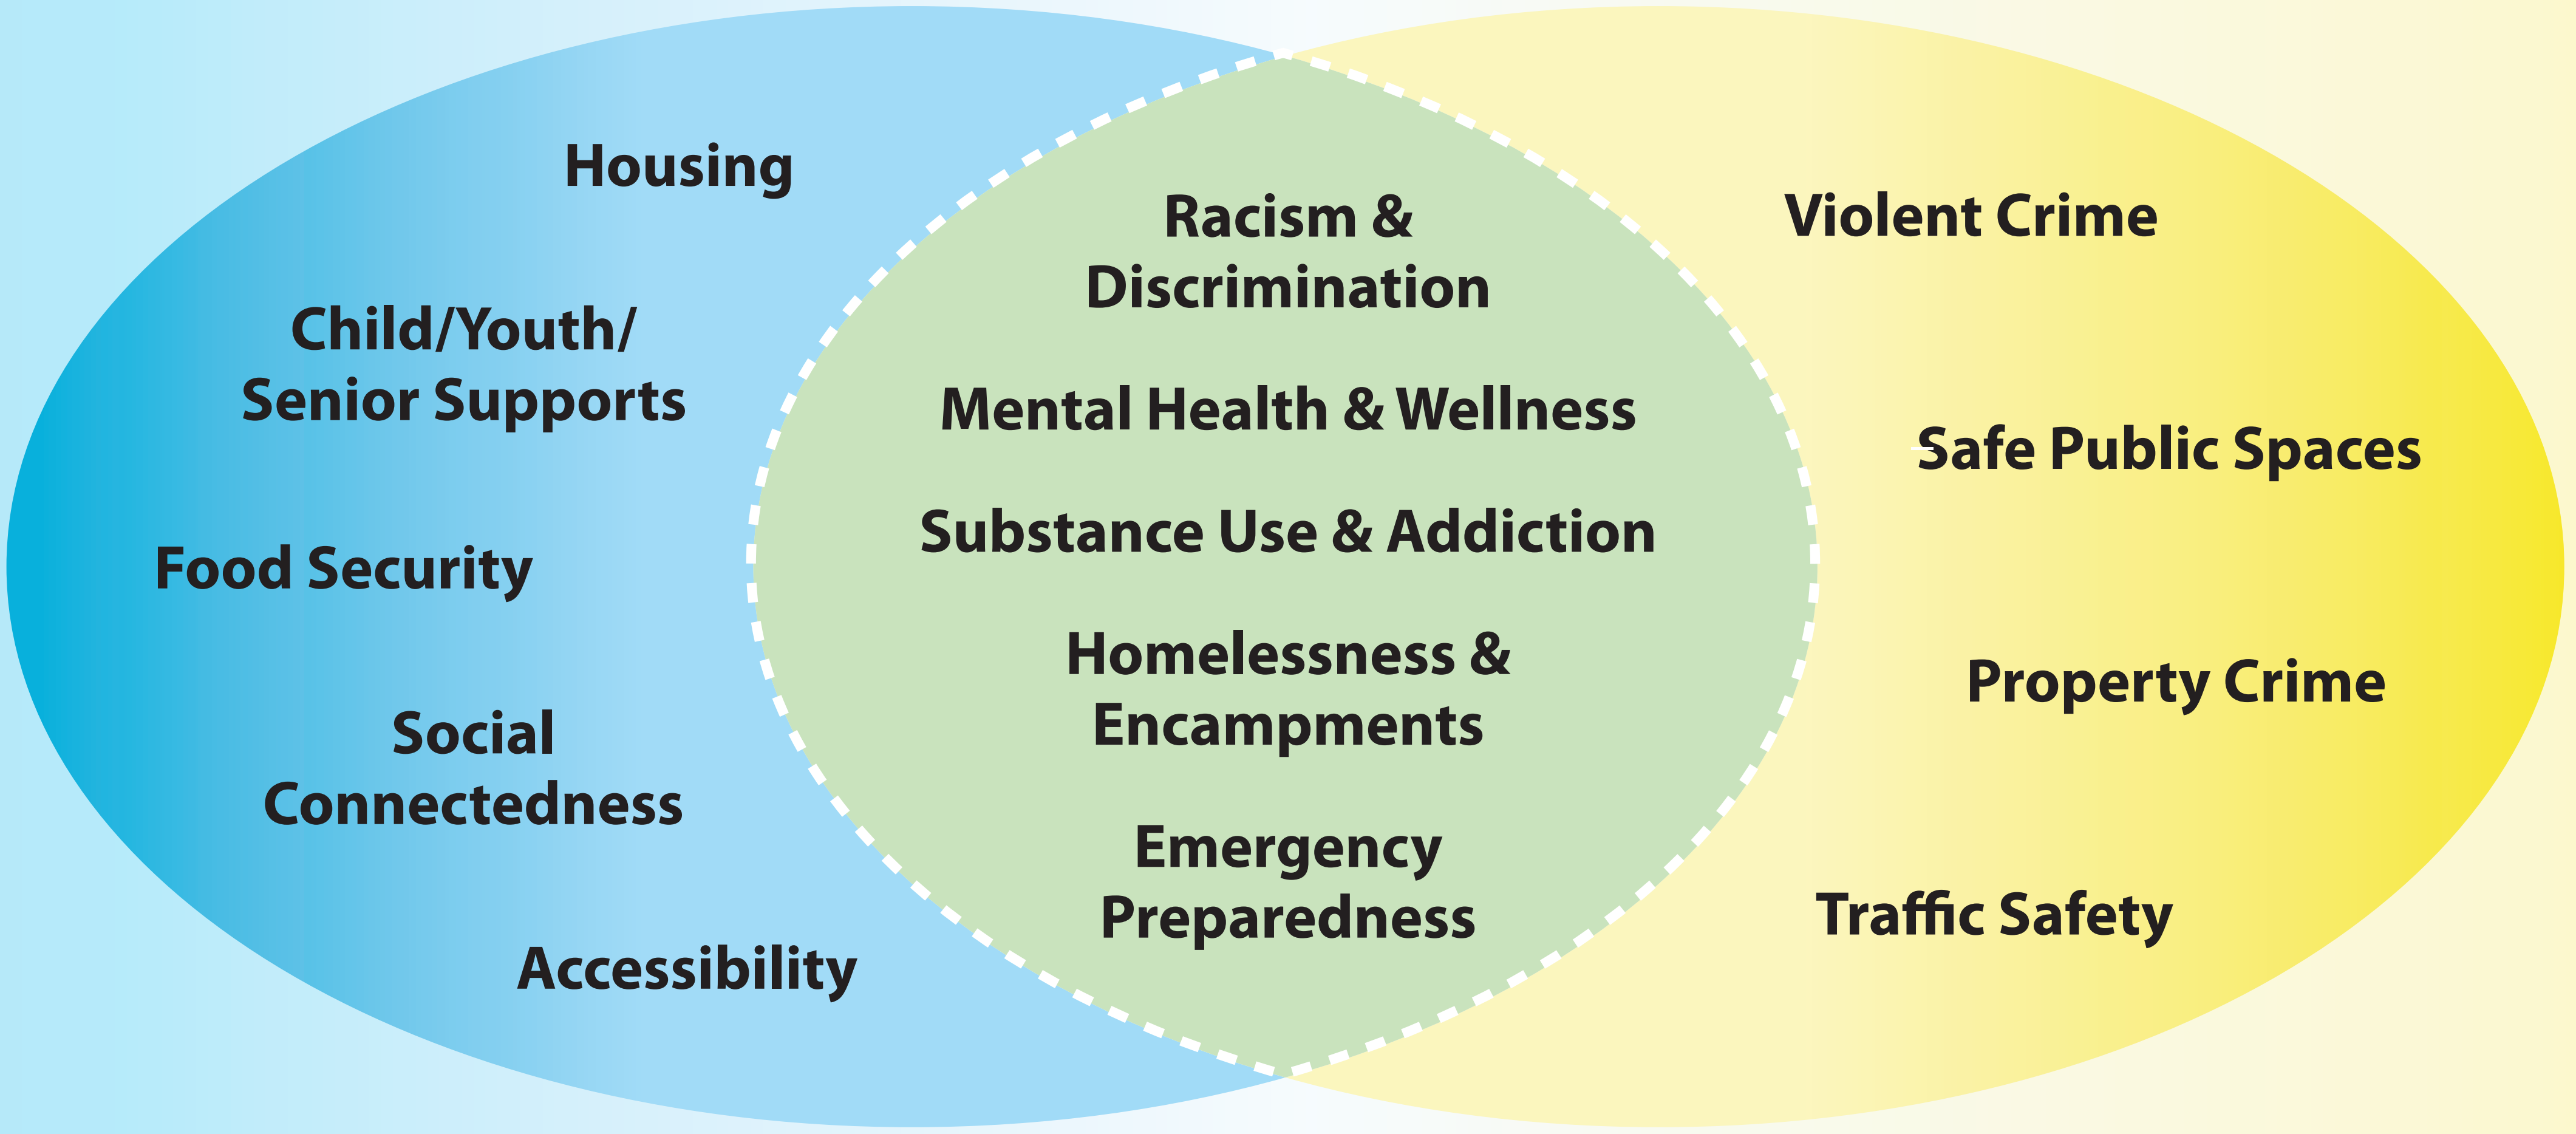 Housing
Child/Youth/
Senior Supports
Food Security
Social
Connectedness
Accessibility
Racism &
Discrimination
Mental Health & Wellness
Substance Use & Addiction
Homelessness &
Encampments
Emergency
Preparedness
Violent Crime
Safe Public Spaces
Property Crime
Traffic Safety